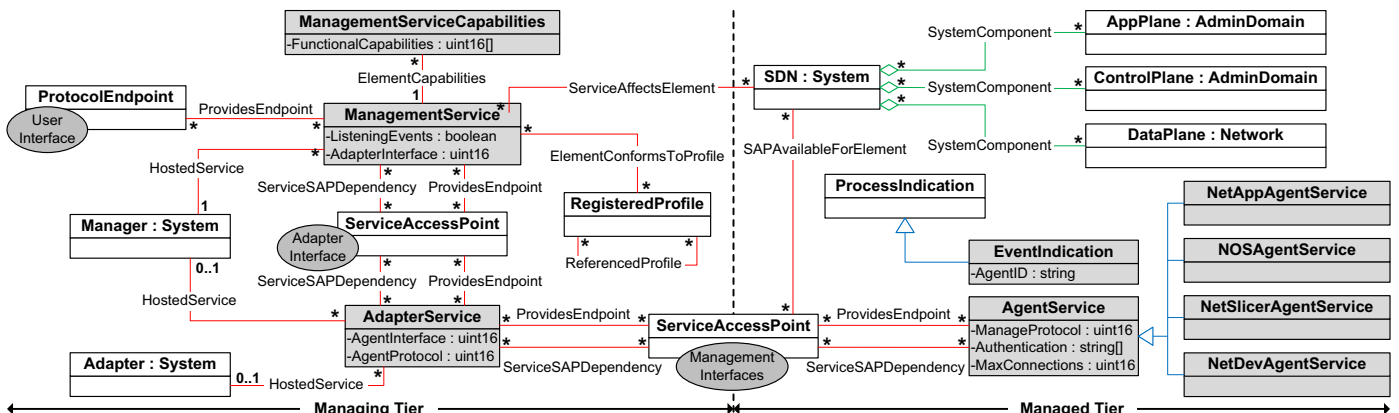 ManagementServiceCapabilities
-FunctionalCapabilities : uint16[]
*
ElementCapabilities
1
ProtocolEndpoint
User
Interface
ProvidesEndpoint
*
*
ManagementService
-ListeningEvents : boolean
-AdapterInterface : uint16
*
ServiceAffectsElement
*
HostedService
*
1
Manager : System
0..1
HostedService
*
*
*
ServiceSAPDependency
ProvidesEndpoint
*
*
ServiceAccessPoint
Adapter
Interface
*
*
ServiceSAPDependency
ProvidesEndpoint
*
*
*
ElementConformsToProfile
*
RegisteredProfile
*
*
ReferencedProfile
AdapterService
-AgentInterface : uint16
-AgentProtocol : uint16
*
Adapter : System
0..1
HostedService
*
ProvidesEndpoint
*
*
ServiceSAPDependency
*
ServiceAccessPoint
Management
Interfaces
SDN : System
*
SAPAvailableForElement
*
*
SystemComponent
*
AppPlane : AdminDomain
*
SystemComponent
*
ControlPlane : AdminDomain
*
SystemComponent
*
DataPlane : Network
ProcessIndication
EventIndication
-AgentID : string
*
ProvidesEndpoint
*
*
ServiceSAPDependency
*
AgentService
-ManageProtocol : uint16
-Authentication : string[]
-MaxConnections : uint16
NetAppAgentService
NOSAgentService
NetSlicerAgentService
NetDevAgentService
Managing Tier
Managed Tier